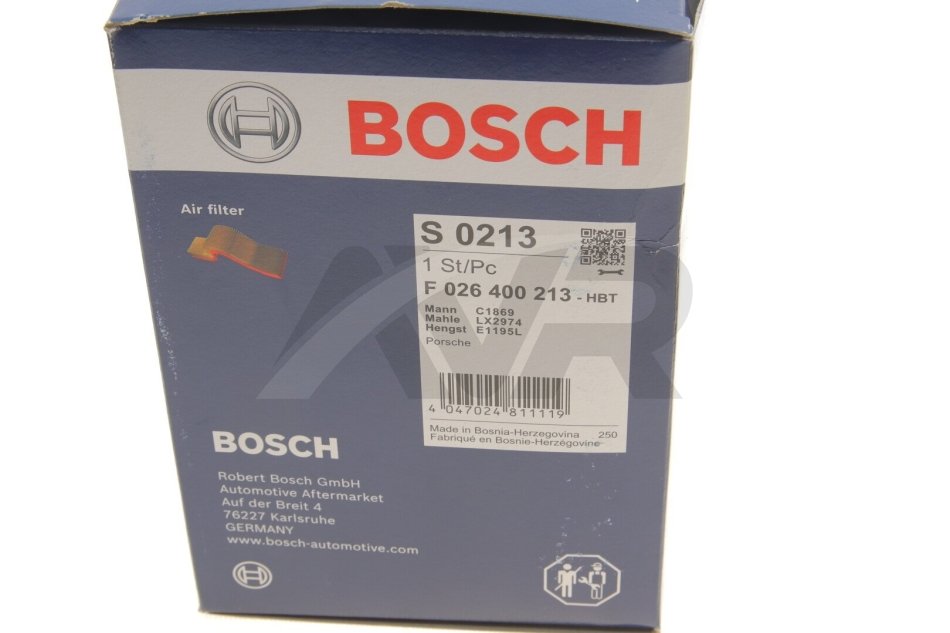 BOSCH
Air filter
S 0213
1 St/Pc
F 026 400 213 - HBT
Mann C1869
Mahle LX2974
Hengst E1195L
Porsche
4 047024 811119
Made in Bosnia-Herzegovina 250
Fabriqué en Bosnie-Herzégovine
BOSCH
Robert Bosch GmbH
Automotive Aftermarket
Auf der Breit 4
76227 Karlsruhe
GERMANY
www.bosch-automotive.com
AVR